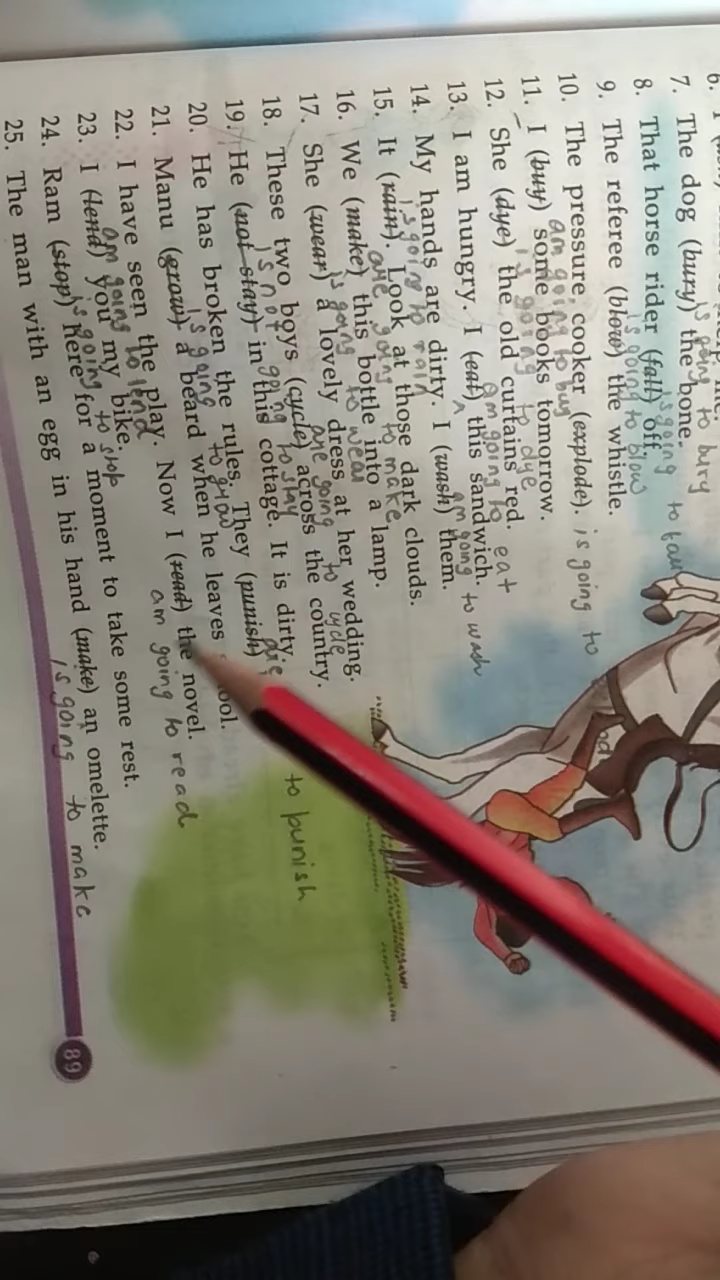 6.
7. The dog (bury) the bone.
is going to bury
8. That horse rider (fall) off.
is going to fall
9. The referee (blow) the whistle.
is going to blow
10. The pressure cooker (explode). is going to
11. I (buy) some books tomorrow.
am going to buy
12. She (dye) the old curtains red.
is going to dye
13. I am hungry. I (eat) this sandwich.
am going to eat
14. My hands are dirty. I (wash) them.
am going to wash
15. It (rain). Look at those dark clouds.
is going to rain
16. We (make) this bottle into a lamp.
are going to make
17. She (wear) a lovely dress at her wedding.
is going to wear
18. These two boys (cycle) across the country.
are going to cycle
19. He (not stay) in this cottage. It is dirty.
is not going to stay
20. He has broken the rules. They (punish)
to punish
21. Manu (grow) a beard when he leaves
is going to grow
22. I have seen the play. Now I (read) the novel.
am going to read
23. I (lend) you my bike.
am going to lend
24. Ram (stop) here for a moment to take some rest.
is going to stop
25. The man with an egg in his hand (make) an omelette.
is going to make
89